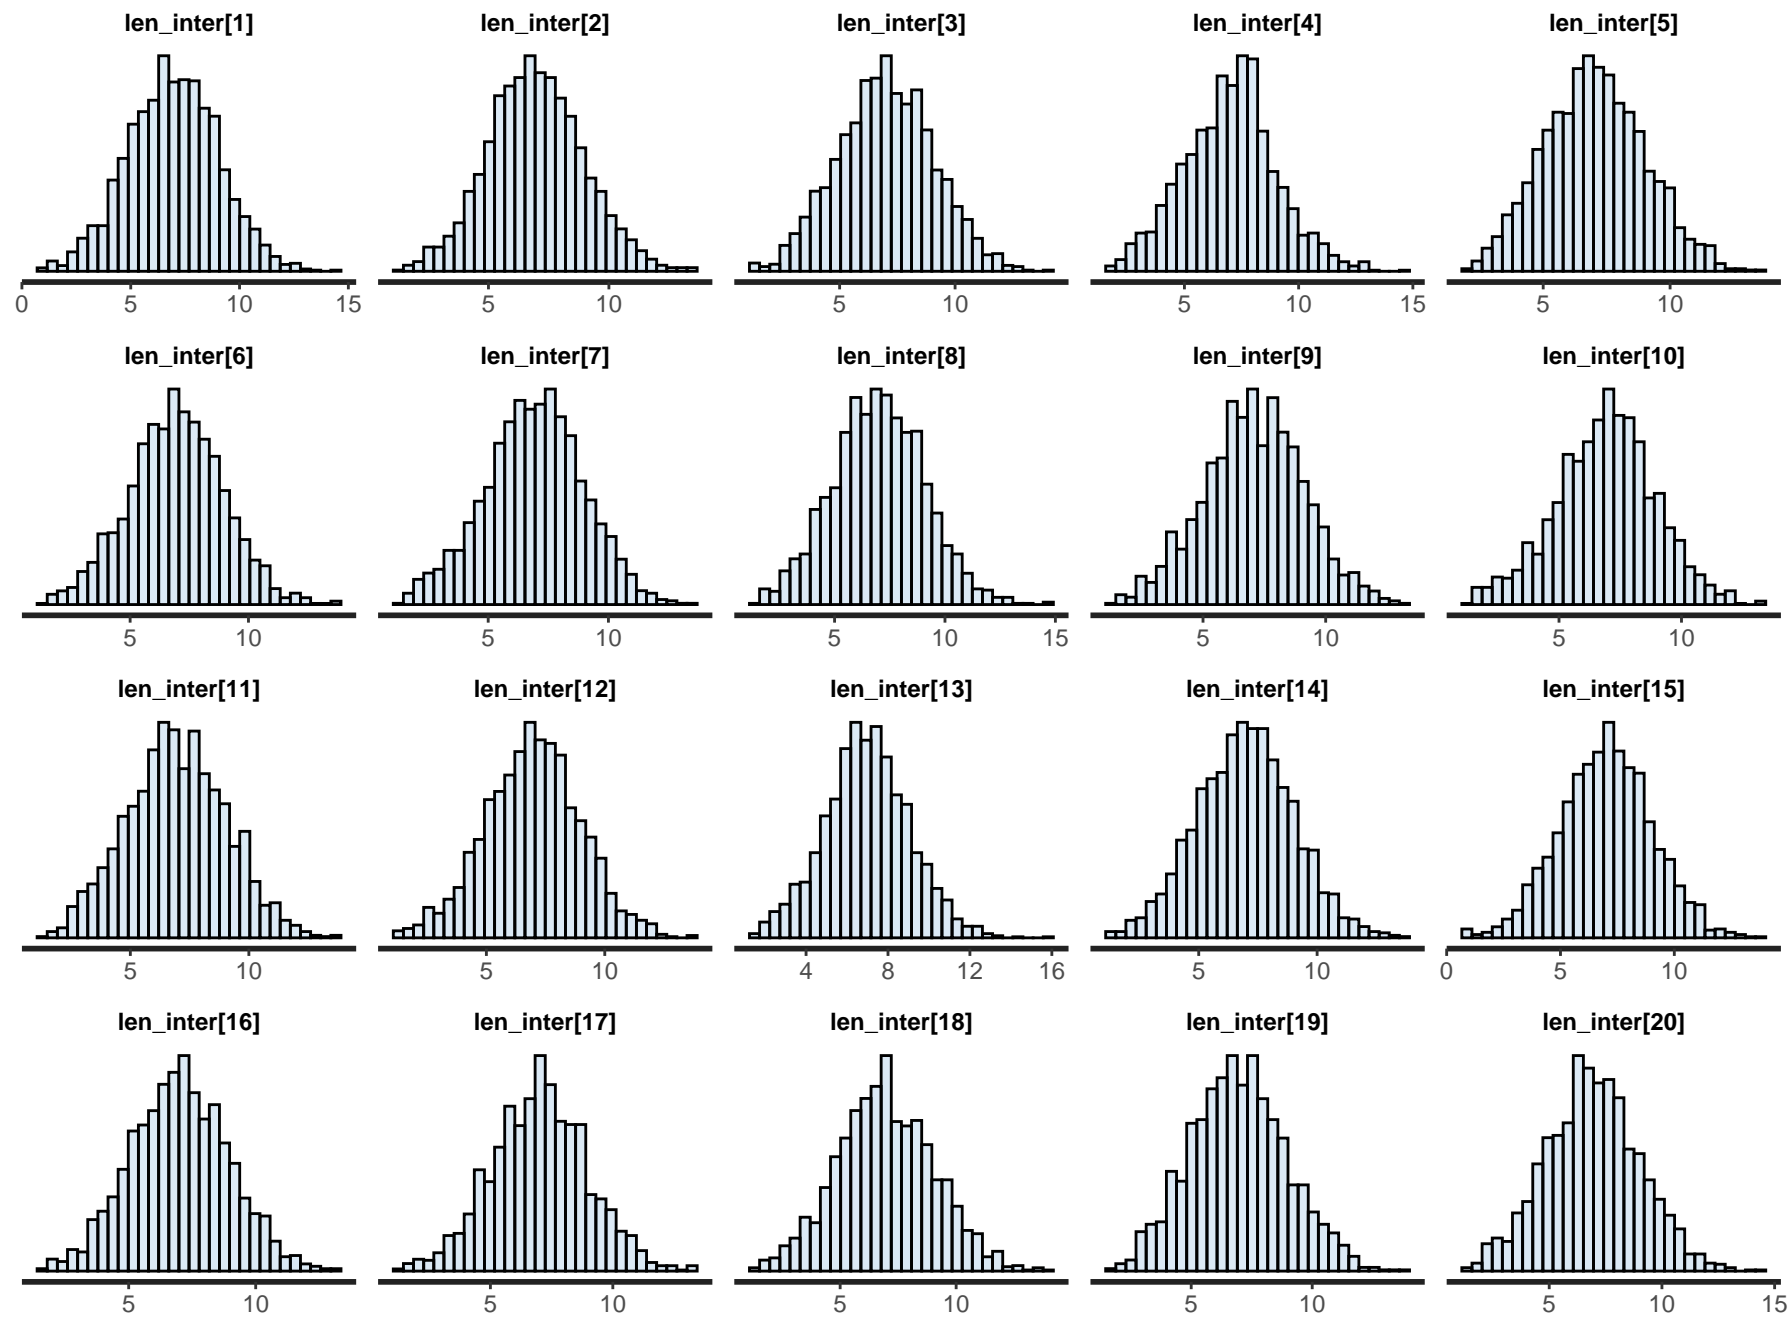 len_inter[1] len_inter[2] len_inter[3] len_inter[4] len_inter[5]
0 5 10 15 5 10 5 10 5 10 15 5 10
len_inter[6] len_inter[7] len_inter[8] len_inter[9] len_inter[10]
5 10 5 10 5 10 15 5 10 5 10
len_inter[11] len_inter[12] len_inter[13] len_inter[14] len_inter[15]
5 10 5 10 4 8 12 16 5 10 0 5 10
len_inter[16] len_inter[17] len_inter[18] len_inter[19] len_inter[20]
5 10 5 10 5 10 5 10 5 10 15